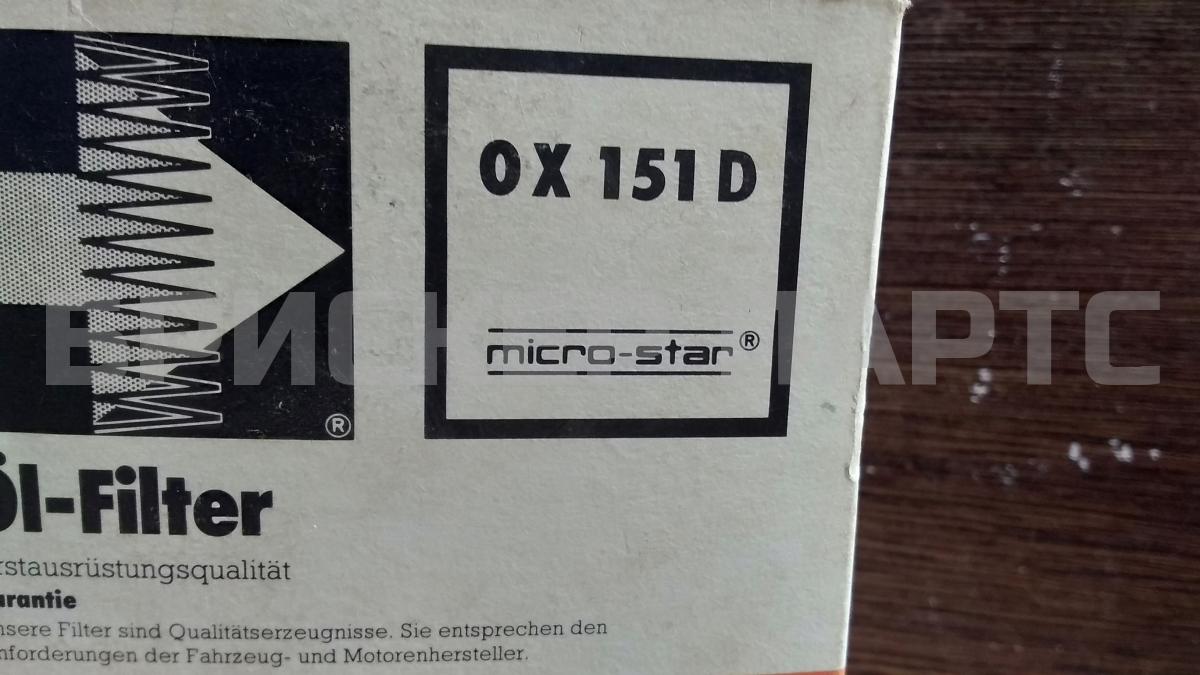 OX 151 D
micro-star®
®
Öl-Filter
rstausrüstungsqualität
arantie
nsere Filter sind Qualitätserzeugnisse. Sie entsprechen den
nforderungen der Fahrzeug- und Motorenhersteller.